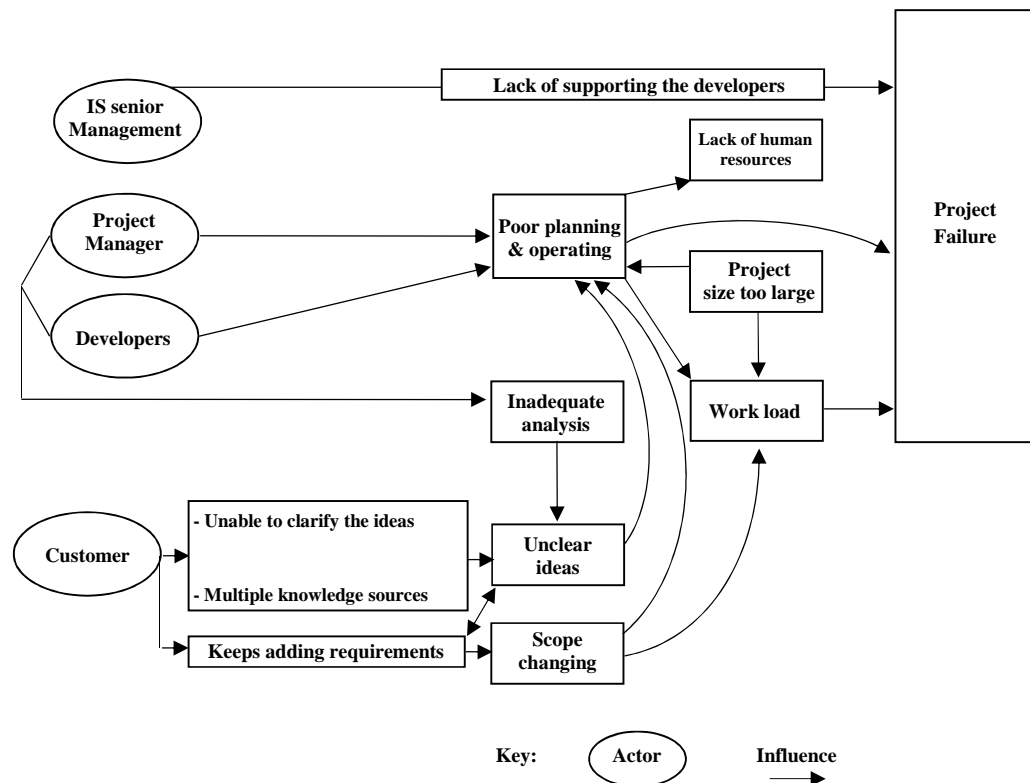 Lack of supporting the developers
IS senior
Management
Lack of human
resources
Project
Manager
Poor planning
& operating
Project
Failure
Project
size too large
Developers
Inadequate
analysis
Work load
- Unable to clarify the ideas
Customer
Unclear
ideas
- Multiple knowledge sources
Keeps adding requirements
Scope
changing
Key:
Actor
Influence